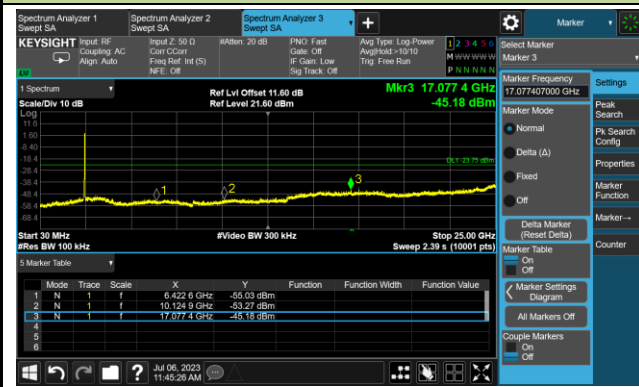 Spectrum Analyzer 1
Swept SA
Spectrum Analyzer 2
Swept SA
Spectrum Analyzer 3
Swept SA
Marker
KEYSIGHT
Input: RF
Coupling: AC
Align: Auto
Input Z: 50 Ω
Corr CCorr
Freq Ref: Int (S)
NFE: Off
#Atten: 20 dB
PNO: Fast
Gate: Off
IF Gain: Low
Sig Track: Off
Avg Type: Log-Power
Avg|Hold:>10/10
Trig: Free Run
1 2 3 4 5 6
M W W W W W
P N N N N N
LVI
Select Marker
Marker 3
1 Spectrum
Scale/Div 10 dB
Ref Lvl Offset 11.60 dB
Ref Level 21.60 dBm
Mkr3 17.077 4 GHz
-45.18 dBm
Log
11.6
1.60
-8.40
-18.4
-28.4
-38.4
-48.4
-58.4
-68.4
DL1 -23.75 dBm
1
2
3
Start 30 MHz
#Res BW 100 kHz
#Video BW 300 kHz
Stop 25.00 GHz
Sweep 2.39 s (10001 pts)
5 Marker Table
Mode Trace Scale X Y Function Function Width Function Value
1 N 1 f 6.422 6 GHz -55.03 dBm
2 N 1 f 10.124 9 GHz -53.27 dBm
3 N 1 f 17.077 4 GHz -45.18 dBm
4
5
6
Marker Frequency
17.077407000 GHz
Marker Mode
Normal
Delta (Δ)
Fixed
Off
Delta Marker
(Reset Delta)
Marker Table
On
Off
Marker Settings
Diagram
All Markers Off
Couple Markers
On
Off
Settings
Peak
Search
Pk Search
Config
Properties
Marker
Function
Marker→
Counter
Jul 06, 2023
11:45:26 AM